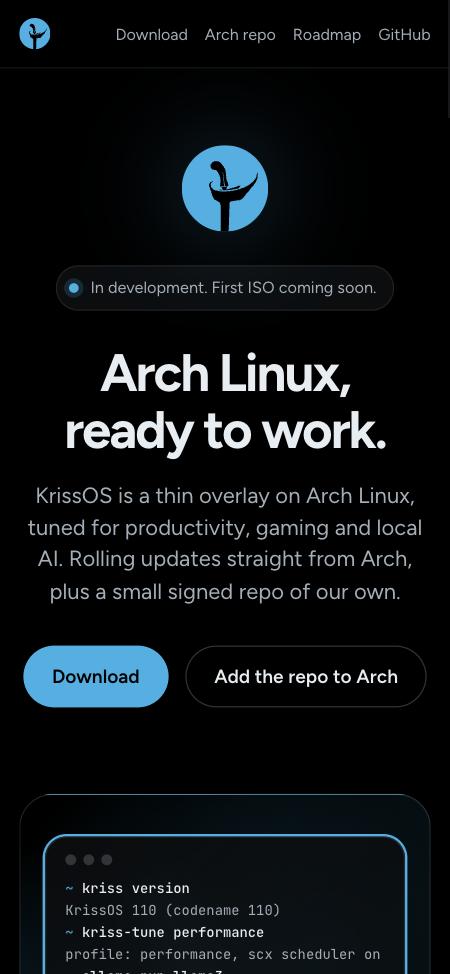 Download Arch repo Roadmap GitHub
In development. First ISO coming soon.
Arch Linux,
ready to work.
KrissOS is a thin overlay on Arch Linux,
tuned for productivity, gaming and local
AI. Rolling updates straight from Arch,
plus a small signed repo of our own.
Download Add the repo to Arch
~ kriss version
KrissOS 110 (codename 110)
~ kriss-tune performance
profile: performance, scx scheduler on